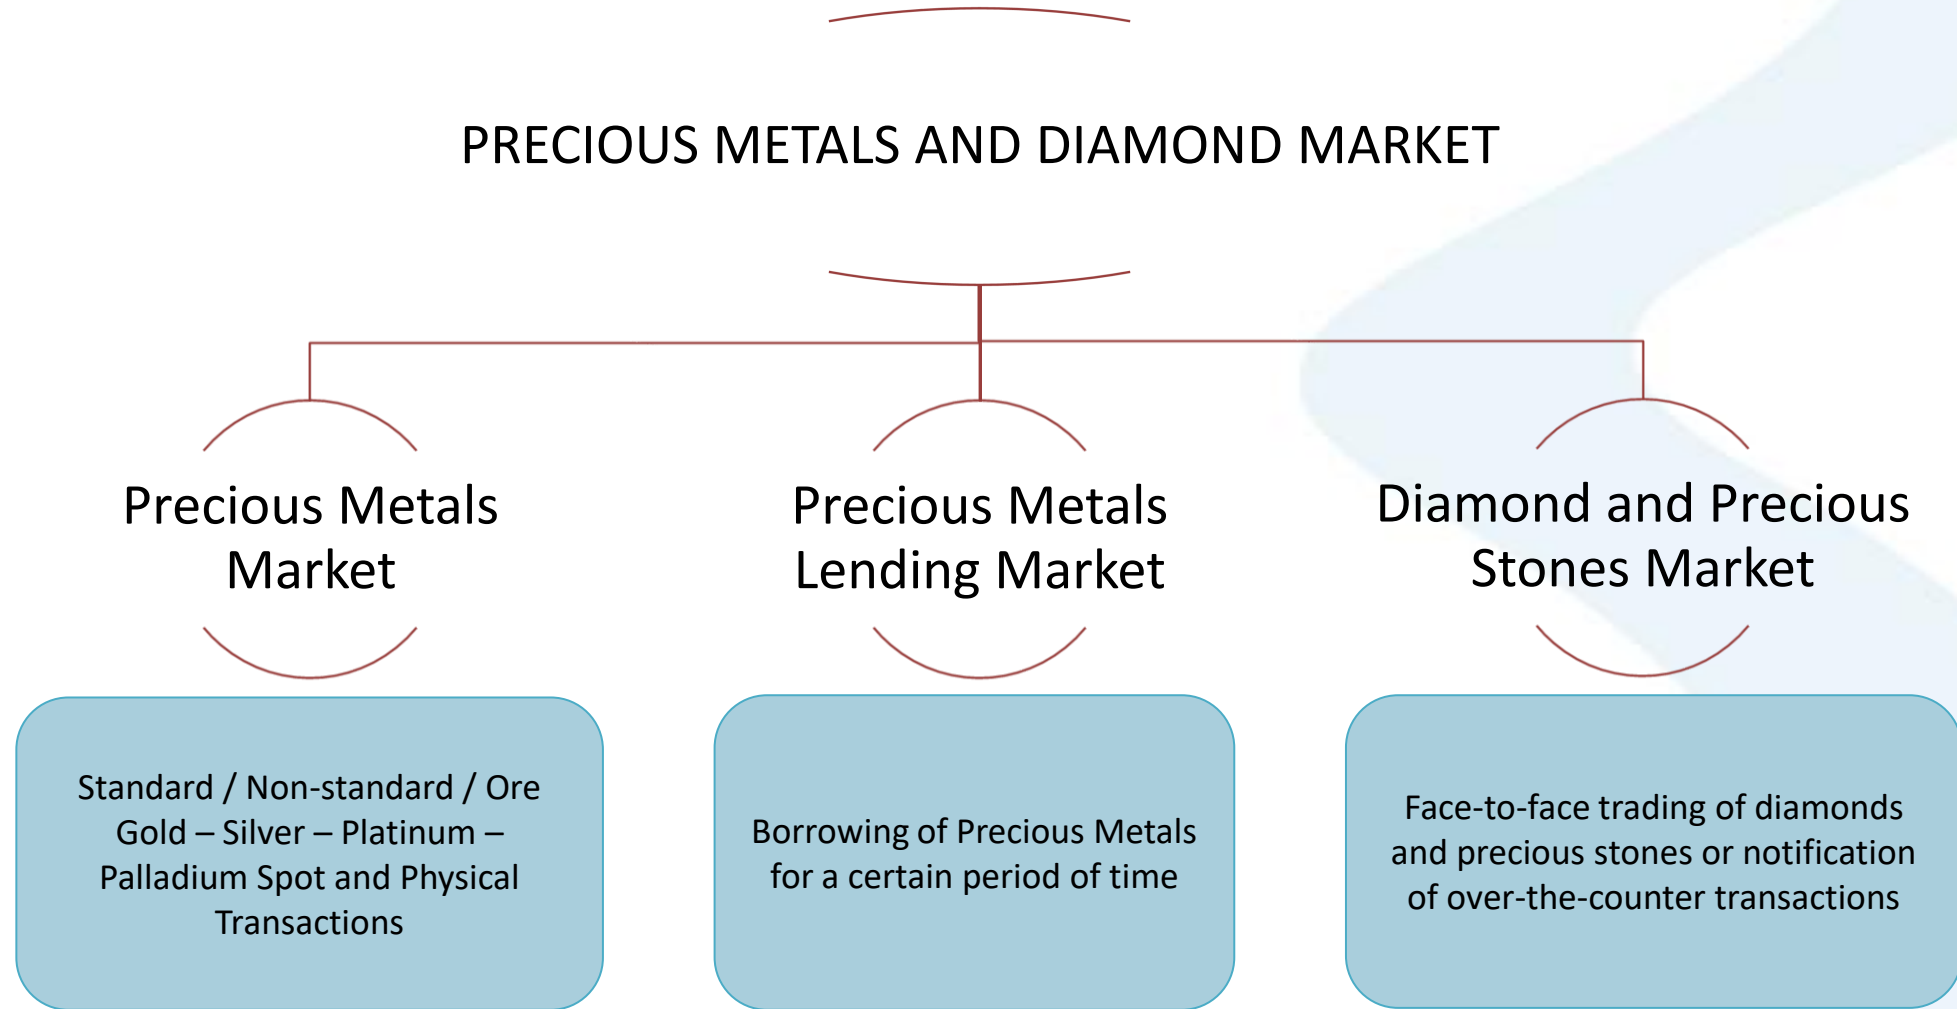 PRECIOUS METALS AND DIAMOND MARKET
Precious Metals
Market
Precious Metals
Lending Market
Diamond and Precious
Stones Market
Standard / Non-standard / Ore
Gold – Silver – Platinum –
Palladium Spot and Physical
Transactions
Borrowing of Precious Metals
for a certain period of time
Face-to-face trading of diamonds
and precious stones or notification
of over-the-counter transactions